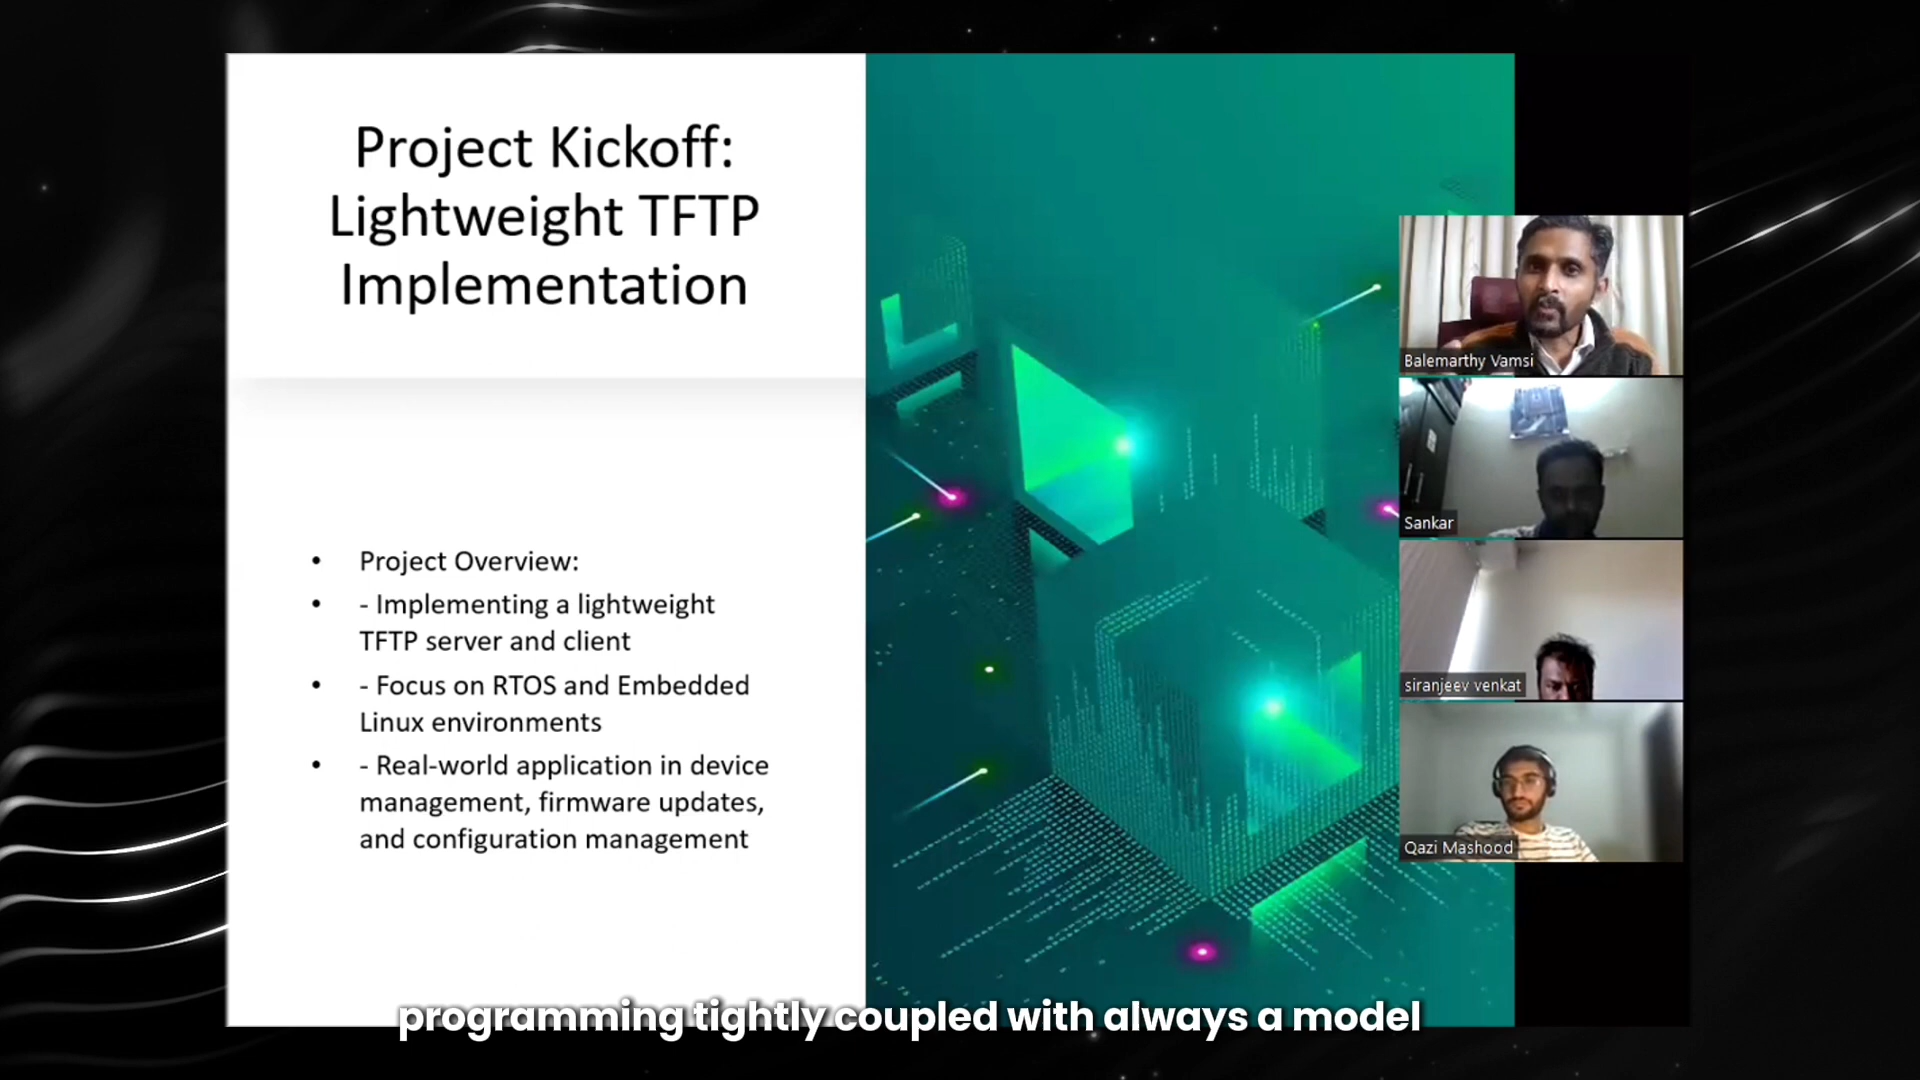 Project Kickoff:
Lightweight TFTP
Implementation
• Project Overview:
• - Implementing a lightweight
TFTP server and client
• - Focus on RTOS and Embedded
Linux environments
• - Real-world application in device
management, firmware updates,
and configuration management
Balemarthy Vamsi
Sankar
siranjeev venkat
Qazi Mashood
programming tightly coupled with always a model